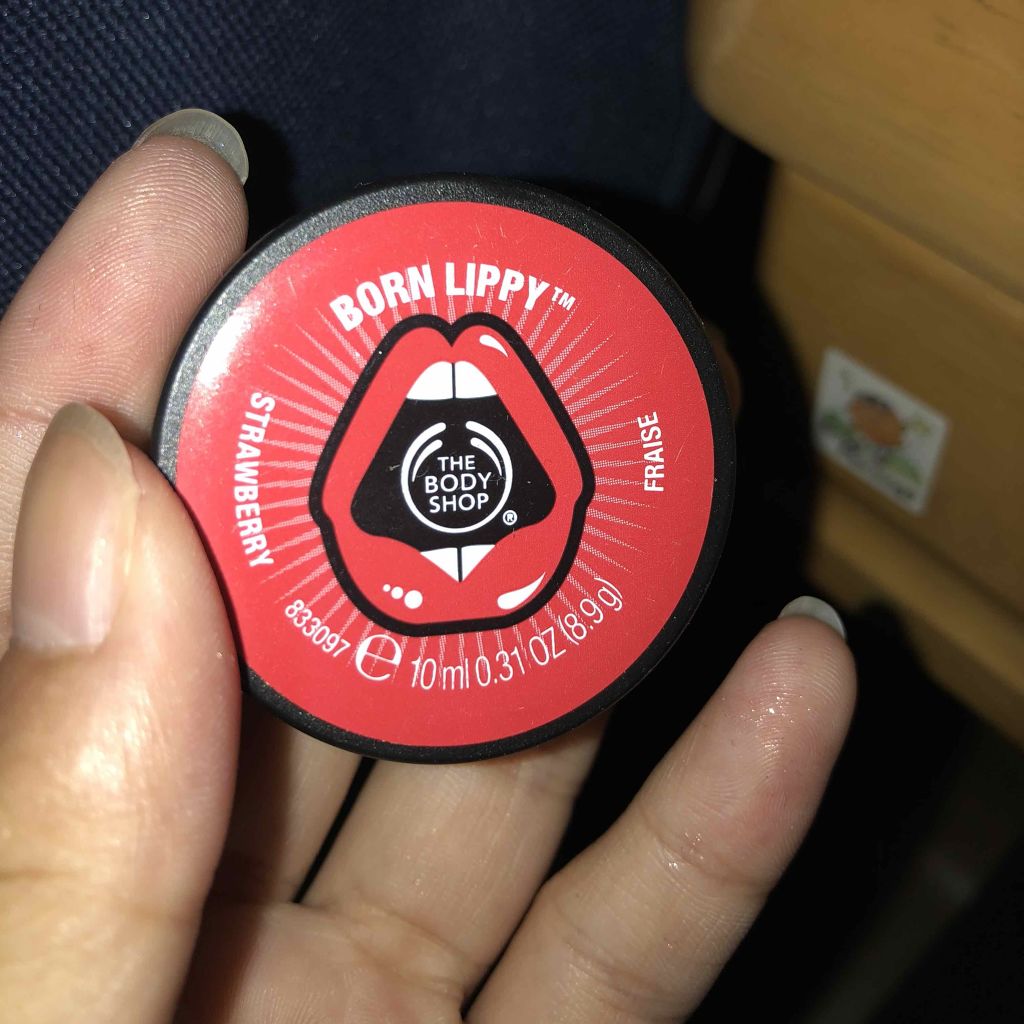 BORN LIPPY™
STRAWBERRY
THE
BODY
SHOP®
FRAISE
833097 ℮ 10 ml 0.31 OZ (8.9 g)